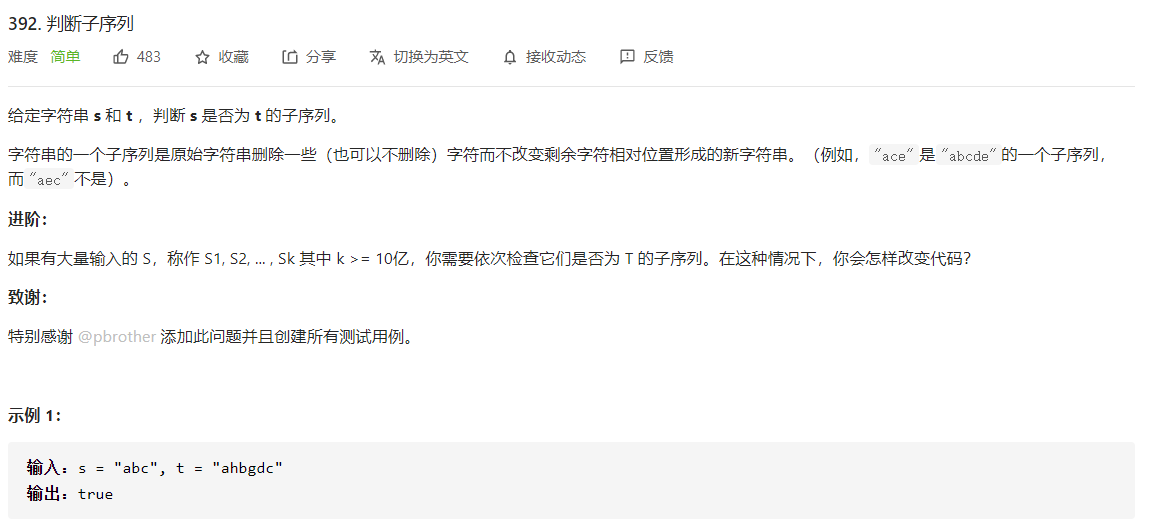 392. 判断子序列
难度 简单 483 收藏 分享 切换为英文 接收动态 反馈
给定字符串 s 和 t ，判断 s 是否为 t 的子序列。
字符串的一个子序列是原始字符串删除一些（也可以不删除）字符而不改变剩余字符相对位置形成的新字符串。（例如，"ace"是"abcde"的一个子序列，
而"aec"不是）。
进阶：
如果有大量输入的 S，称作 S1, S2, ... , Sk 其中 k >= 10亿，你需要依次检查它们是否为 T 的子序列。在这种情况下，你会怎样改变代码？
致谢：
特别感谢 @pbrother 添加此问题并且创建所有测试用例。
示例 1：
输入：s = "abc", t = "ahbgdc"
输出：true